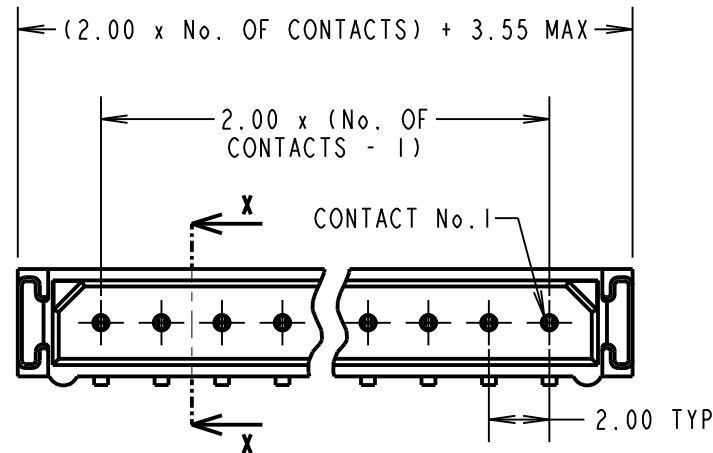 (2.00 x No. OF CONTACTS) + 3.55 MAX
2.00 x (No. OF
CONTACTS - 1)
X
CONTACT No.1
2.00 TYP
X